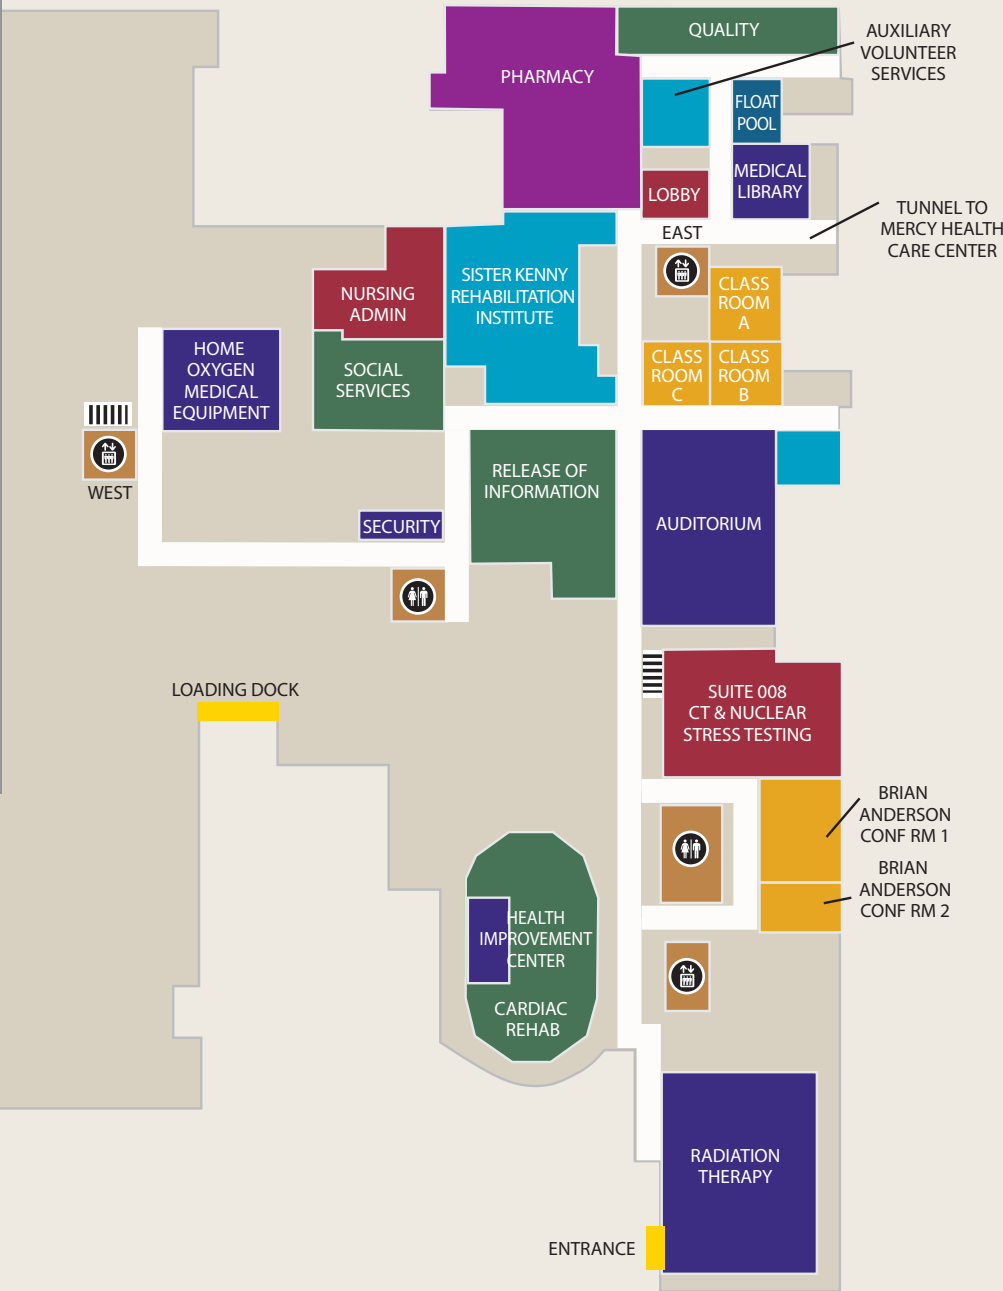 QUALITY
AUXILIARY
VOLUNTEER
SERVICES
PHARMACY
FLOAT
POOL
MEDICAL
LIBRARY
LOBBY
TUNNEL TO
MERCY HEALTH
CARE CENTER
EAST
SISTER KENNY
REHABILITATION
INSTITUTE
CLASS
ROOM
A
NURSING
ADMIN
HOME
OXYGEN
MEDICAL
EQUIPMENT
SOCIAL
SERVICES
CLASS
ROOM
C
CLASS
ROOM
B
WEST
RELEASE OF
INFORMATION
SECURITY
AUDITORIUM
LOADING DOCK
SUITE 008
CT & NUCLEAR
STRESS TESTING
BRIAN
ANDERSON
CONF RM 1
BRIAN
ANDERSON
CONF RM 2
HEALTH
IMPROVEMENT
CENTER
CARDIAC
REHAB
RADIATION
THERAPY
ENTRANCE